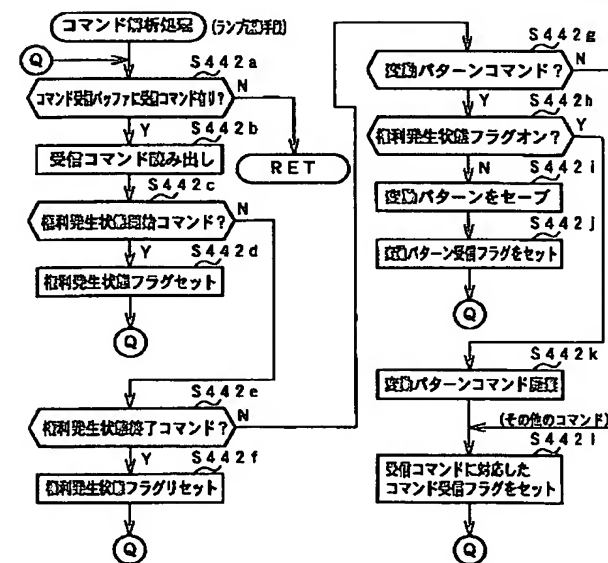 コマンド解析処理
(ランプ制御手段)
Q
S442a
コマンド受信バッファに受信コマンド有り?
N
Y
S442b
受信コマンド読み出し
RET
S442c
権利発生状態開始コマンド?
N
Y
S442d
権利発生状態フラグセット
Q
S442e
権利発生状態終了コマンド?
N
Y
S442f
権利発生状態フラグリセット
Q
S442g
変動パターンコマンド?
N
Y
S442h
権利発生状態フラグオン?
Y
N
S442i
変動パターンをセーブ
S442j
変動パターン受信フラグをセット
Q
S442k
変動パターンコマンド廃棄
(その他のコマンド)
S442l
受信コマンドに対応した
コマンド受信フラグをセット
Q